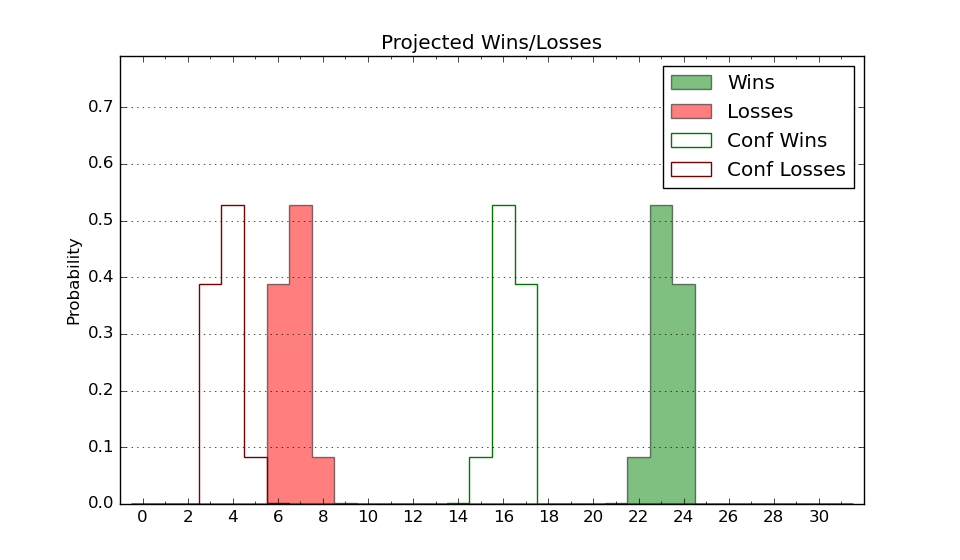 Projected Wins/Losses
Wins
Losses
Conf Wins
Conf Losses
Probability
0.7
0.6
0.5
0.4
0.3
0.2
0.1
0.0
0 2 4 6 8 10 12 14 16 18 20 22 24 26 28 30